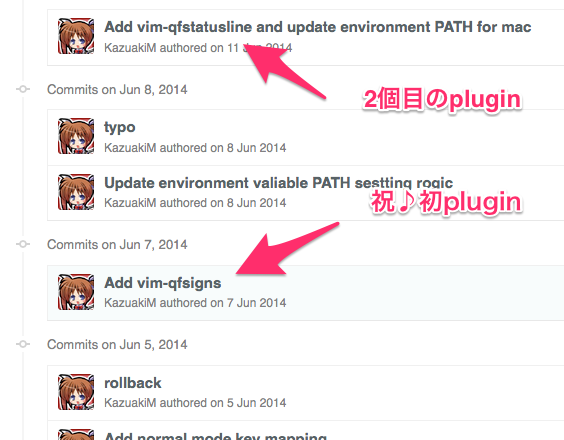 Add vim-qfstatusline and update environment PATH for mac
KazuakiM authored on 11 Jun 2014
2個目のplugin
Commits on Jun 8, 2014
typo
KazuakiM authored on 8 Jun 2014
Update environment valiable PATH sestting rogic
KazuakiM authored on 8 Jun 2014
祝♪初plugin
Commits on Jun 7, 2014
Add vim-qfsigns
KazuakiM authored on 7 Jun 2014
Commits on Jun 5, 2014
rollback
KazuakiM authored on 5 Jun 2014
Add normal mode key mapping